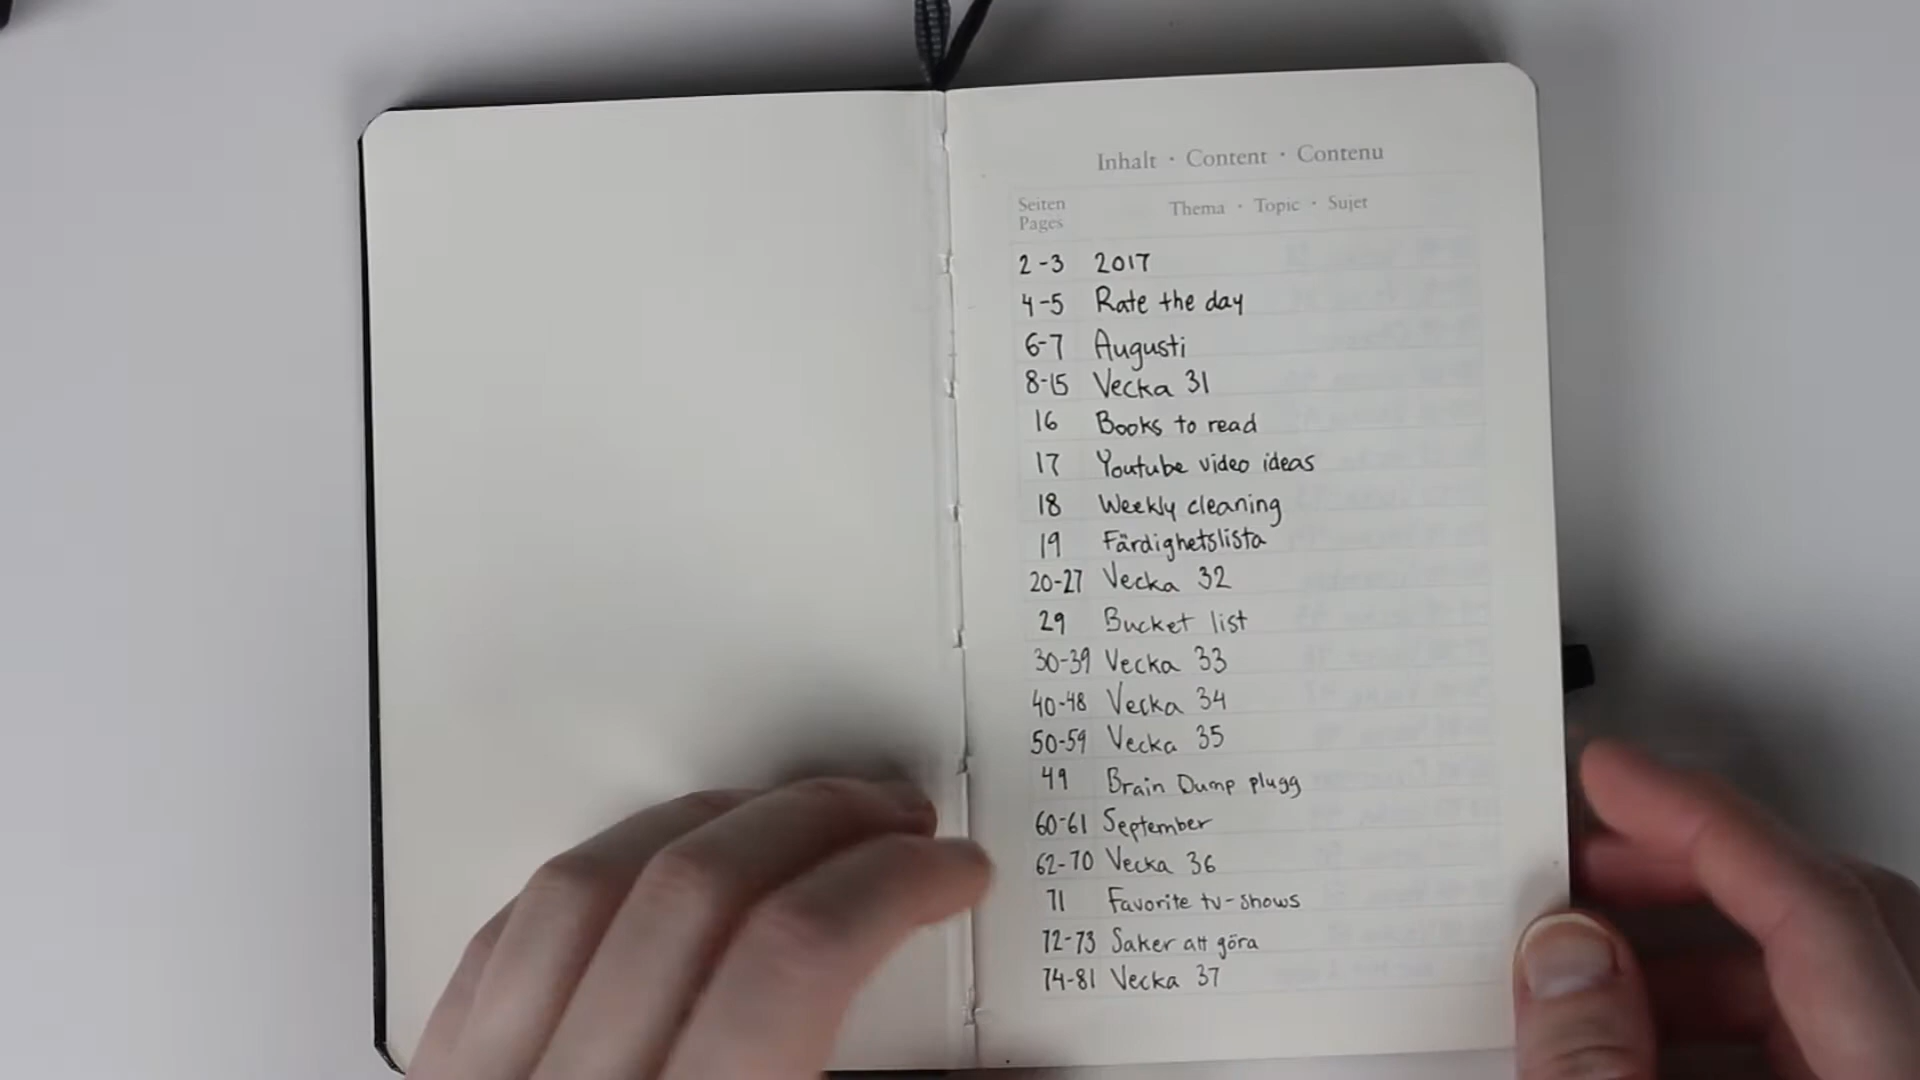 Inhalt · Content · Contenu
Seiten
Pages
Thema · Topic · Sujet
2-3 2017
4-5 Rate the day
6-7 Augusti
8-15 Vecka 31
16 Books to read
17 Youtube video ideas
18 Weekly cleaning
19 Färdighetslista
20-27 Vecka 32
29 Bucket list
30-39 Vecka 33
40-48 Vecka 34
50-59 Vecka 35
49 Brain Dump plugg
60-61 September
62-70 Vecka 36
71 Favorite tv-shows
72-73 Saker att göra
74-81 Vecka 37